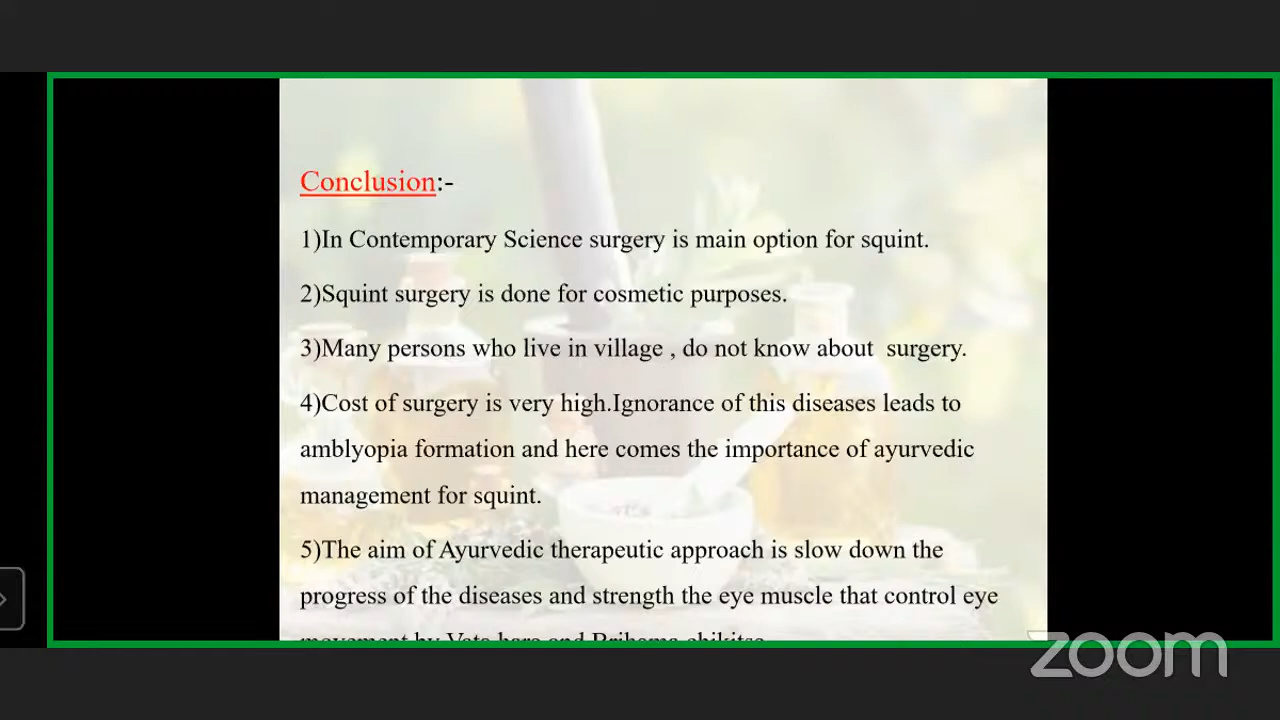 Conclusion:-
1)In Contemporary Science surgery is main option for squint.
2)Squint surgery is done for cosmetic purposes.
3)Many persons who live in village , do not know about  surgery.
4)Cost of surgery is very high.Ignorance of this diseases leads to
amblyopia formation and here comes the importance of ayurvedic
management for squint.
5)The aim of Ayurvedic therapeutic approach is slow down the
progress of the diseases and strength the eye muscle that control eye
movement by
zoom